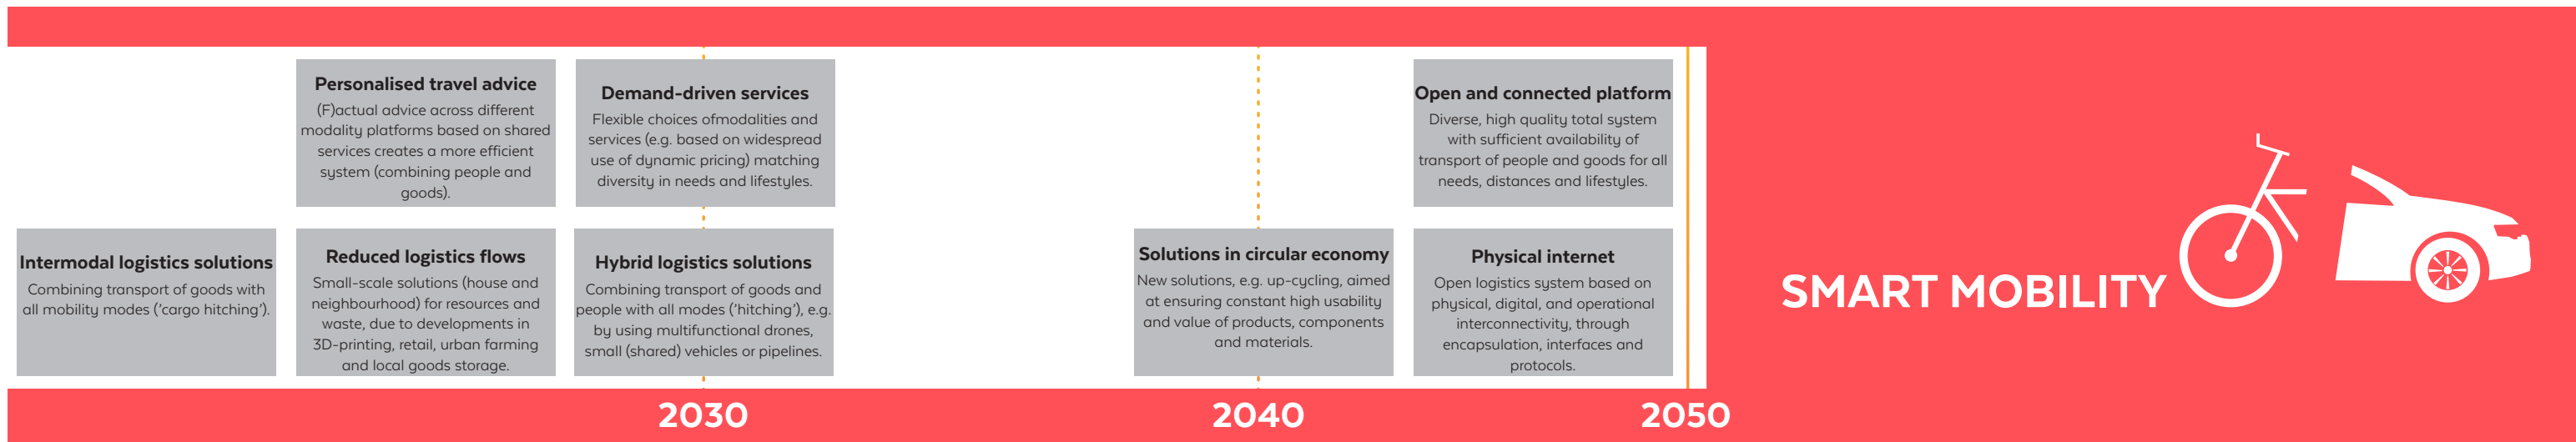 Personalised travel advice
(F)actual advice across different
modality platforms based on shared
services creates a more efficient
system (combining people and
goods).
Demand-driven services
Flexible choices ofmodalities and
services (e.g. based on widespread
use of dynamic pricing) matching
diversity in needs and lifestyles.
Open and connected platform
Diverse, high quality total system
with sufficient availability of
transport of people and goods for all
needs, distances and lifestyles.
Intermodal logistics solutions
Combining transport of goods with
all mobility modes ('cargo hitching').
Reduced logistics flows
Small-scale solutions (house and
neighbourhood) for resources and
waste, due to developments in
3D-printing, retail, urban farming
and local goods storage.
Hybrid logistics solutions
Combining transport of goods and
people with all modes ('hitching'), e.g.
by using multifunctional drones,
small (shared) vehicles or pipelines.
Solutions in circular economy
New solutions, e.g. up-cycling, aimed
at ensuring constant high usability
and value of products, components
and materials.
Physical internet
Open logistics system based on
physical, digital, and operational
interconnectivity, through
encapsulation, interfaces and
protocols.
SMART MOBILITY
2030
2040
2050